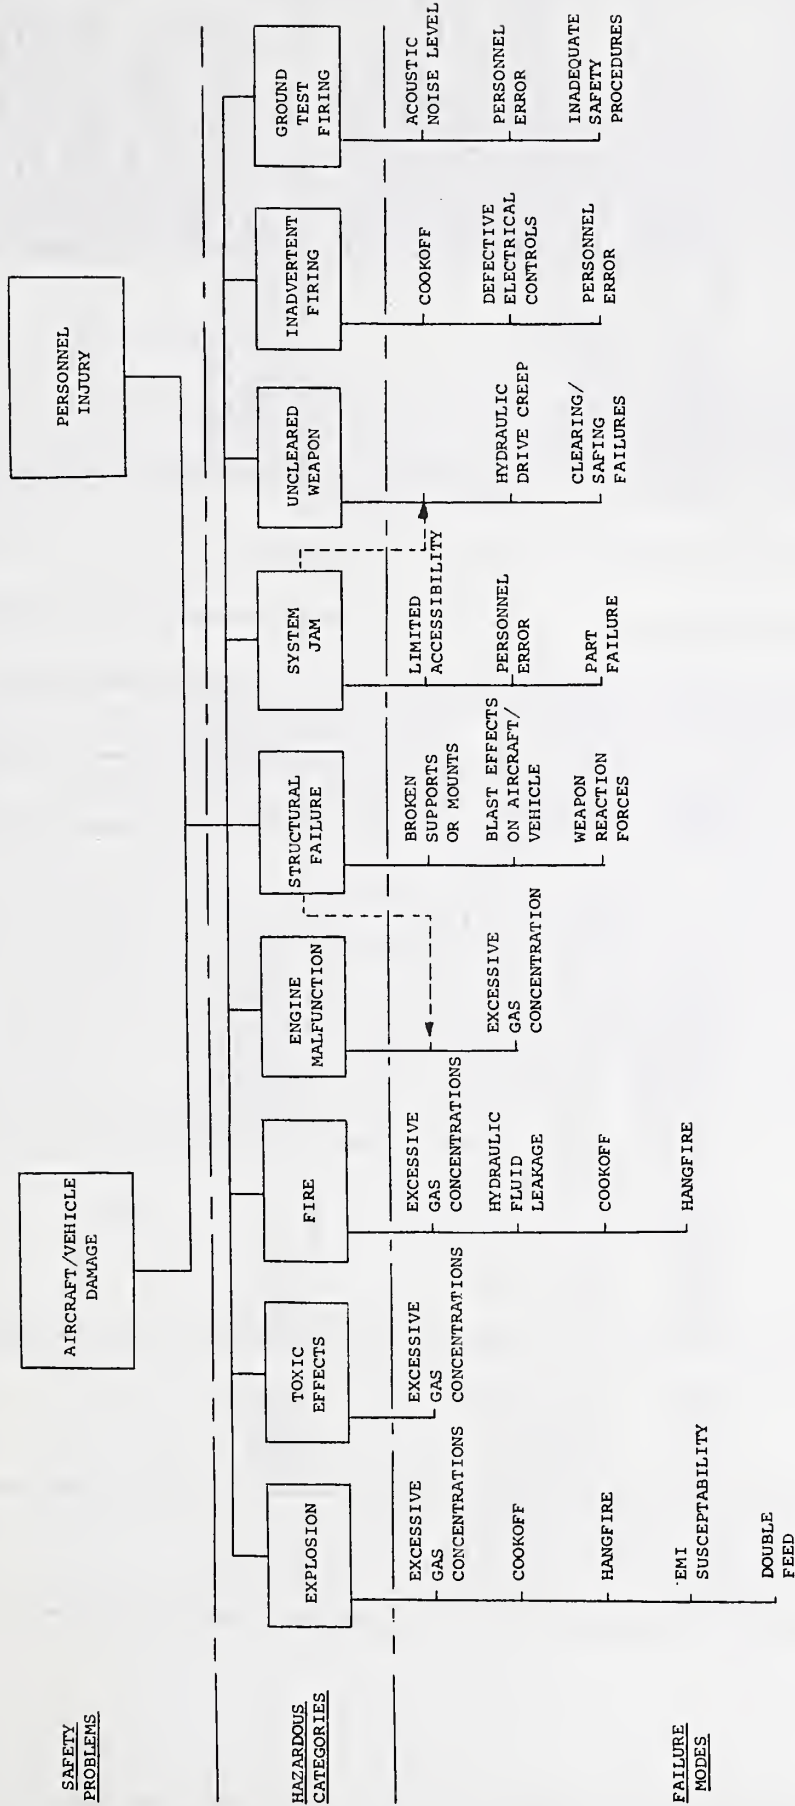 SAFETY
PROBLEMS
AIRCRAFT/VEHICLE
DAMAGE
PERSONNEL
INJURY
HAZARDOUS
CATEGORIES
EXPLOSION
TOXIC
EFFECTS
FIRE
ENGINE
MALFUNCTION
STRUCTURAL
FAILURE
SYSTEM
JAM
UNCLEARED
WEAPON
INADVERTENT
FIRING
GROUND
TEST
FIRING
FAILURE
MODES
EXCESSIVE
GAS
CONCENTRATIONS
COOKOFF
HANGFIRE
EMI
SUSCEPTABILITY
DOUBLE
FEED
EXCESSIVE
GAS
CONCENTRATIONS
EXCESSIVE
GAS
CONCENTRATIONS
HYDRAULIC
FLUID
LEAKAGE
COOKOFF
HANGFIRE
EXCESSIVE
GAS
CONCENTRATION
BROKEN
SUPPORTS
OR MOUNTS
BLAST EFFECTS
ON AIRCRAFT/
VEHICLE
WEAPON
REACTION
FORCES
LIMITED
ACCESSIBILITY
PERSONNEL
ERROR
PART
FAILURE
HYDRAULIC
DRIVE CREEP
CLEARING/
SAFING
FAILURES
COOKOFF
DEFECTIVE
ELECTRICAL
CONTROLS
PERSONNEL
ERROR
ACOUSTIC
NOISE LEVEL
PERSONNEL
ERROR
INADEQUATE
SAFETY
PROCEDURES